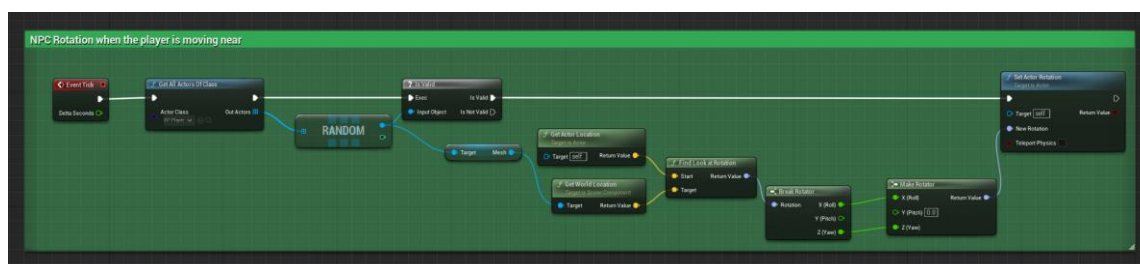 NPC Rotation when the player is moving near
Event Tick
Delta Seconds
Get All Actors Of Class
Actor Class
BP Player
Out Actors
RANDOM
Is Valid
Exec
Is Valid
Input Object
Is Not Valid
Target
Mesh
Get Actor Location
Target is Actor
Target
self
Return Value
Get World Location
Target is Scene Component
Target
Return Value
Find Look at Rotation
Start
Return Value
Target
Break Rotator
Rotation
X (Roll)
Y (Pitch)
Z (Yaw)
Make Rotator
X (Roll)
Return Value
Y (Pitch)
0.0
Z (Yaw)
Set Actor Rotation
Target is Actor
Target
self
Return Value
New Rotation
Teleport Physics